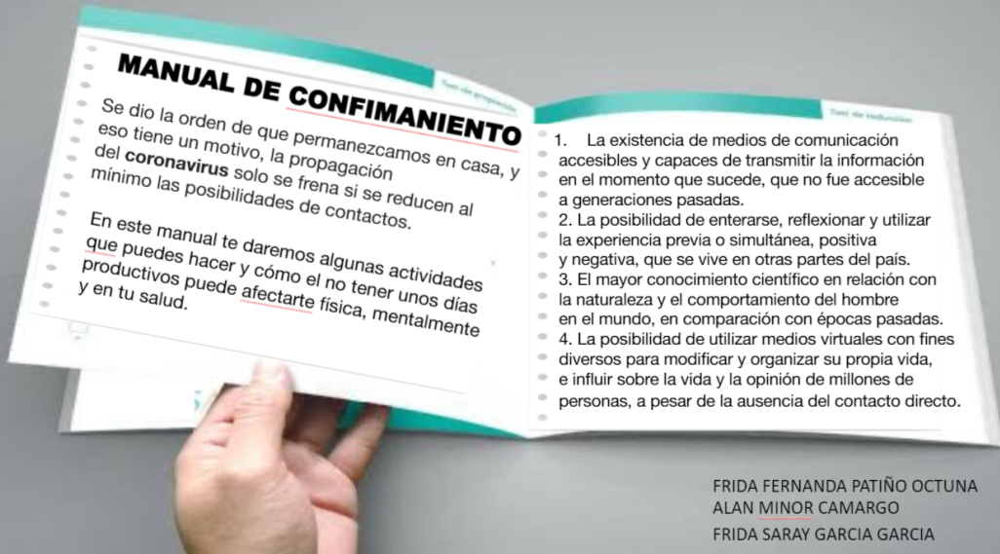 Test de proporción
MANUAL DE CONFIMANIENTO
Se dio la orden de que permanezcamos en casa, y
eso tiene un motivo, la propagación
del coronavirus solo se frena si se reducen al
mínimo las posibilidades de contactos.
En este manual te daremos algunas actividades
que puedes hacer y cómo el no tener unos días
productivos puede afectarte física, mentalmente
y en tu salud.
1. La existencia de medios de comunicación
accesibles y capaces de transmitir la información
en el momento que sucede, que no fue accesible
a generaciones pasadas.
2. La posibilidad de enterarse, reflexionar y utilizar
la experiencia previa o simultánea, positiva
y negativa, que se vive en otras partes del país.
3. El mayor conocimiento científico en relación con
la naturaleza y el comportamiento del hombre
en el mundo, en comparación con épocas pasadas.
4. La posibilidad de utilizar medios virtuales con fines
diversos para modificar y organizar su propia vida,
e influir sobre la vida y la opinión de millones de
personas, a pesar de la ausencia del contacto directo.
FRIDA FERNANDA PATIÑO OCTUNA
ALAN MINOR CAMARGO
FRIDA SARAY GARCIA GARCIA